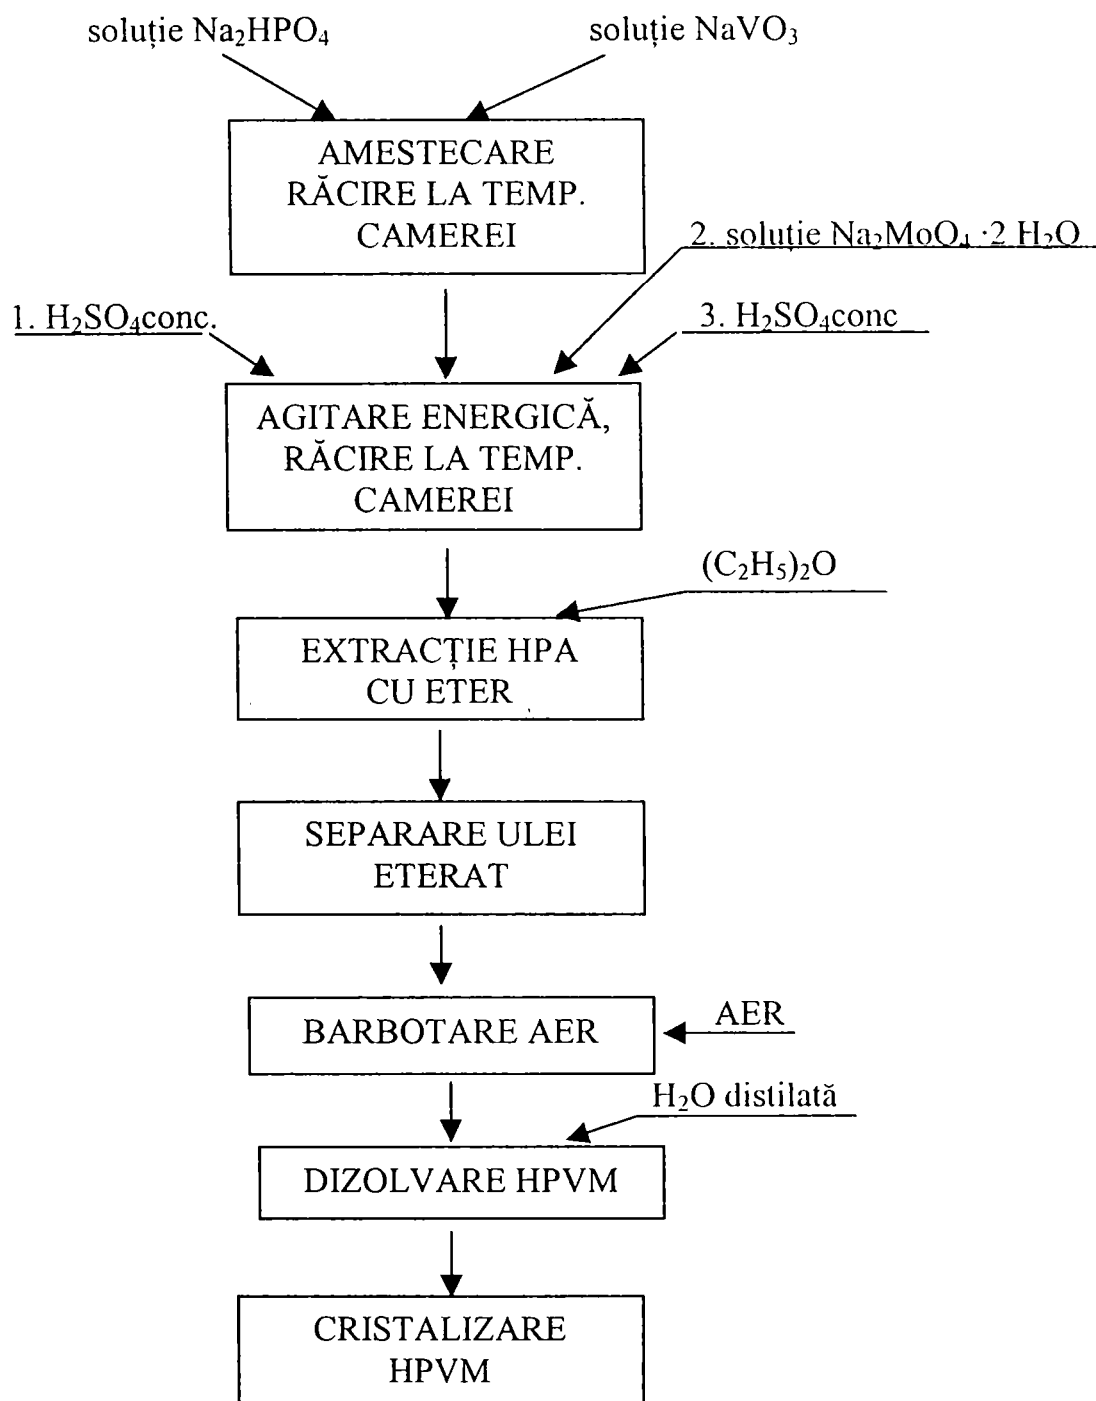 soluție Na₂HPO₄
soluție NaVO₃
AMESTECARE
RĂCIRE LA TEMP.
CAMEREI
2. soluție Na₂MoO₄ ·2 H₂O
1. H₂SO₄conc.
3. H₂SO₄conc
AGITARE ENERGICĂ,
RĂCIRE LA TEMP.
CAMEREI
(C₂H₅)₂O
EXTRACȚIE HPA
CU ETER
SEPARARE ULEI
ETERAT
BARBOTARE AER
AER
H₂O distilată
DIZOLVARE HPVM
CRISTALIZARE
HPVM